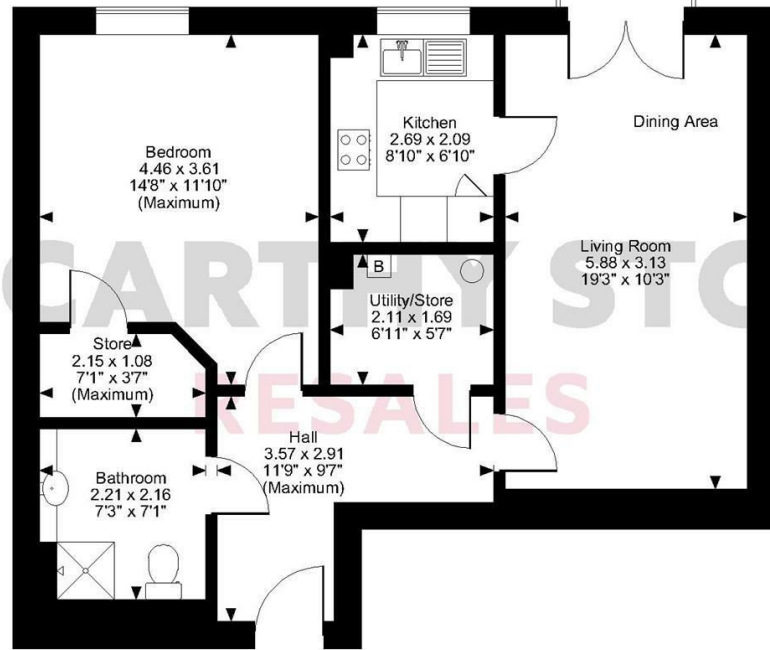 Bedroom
4.46 x 3.61
14'8" x 11'10"
(Maximum)
Kitchen
2.69 x 2.09
8'10" x 6'10"
Dining Area
Living Room
5.88 x 3.13
19'3" x 10'3"
B
Utility/Store
2.11 x 1.69
6'11" x 5'7"
Store
2.15 x 1.08
7'1" x 3'7"
(Maximum)
Hall
3.57 x 2.91
11'9" x 9'7"
(Maximum)
Bathroom
2.21 x 2.16
7'3" x 7'1"
CARTHY STO
RESALES